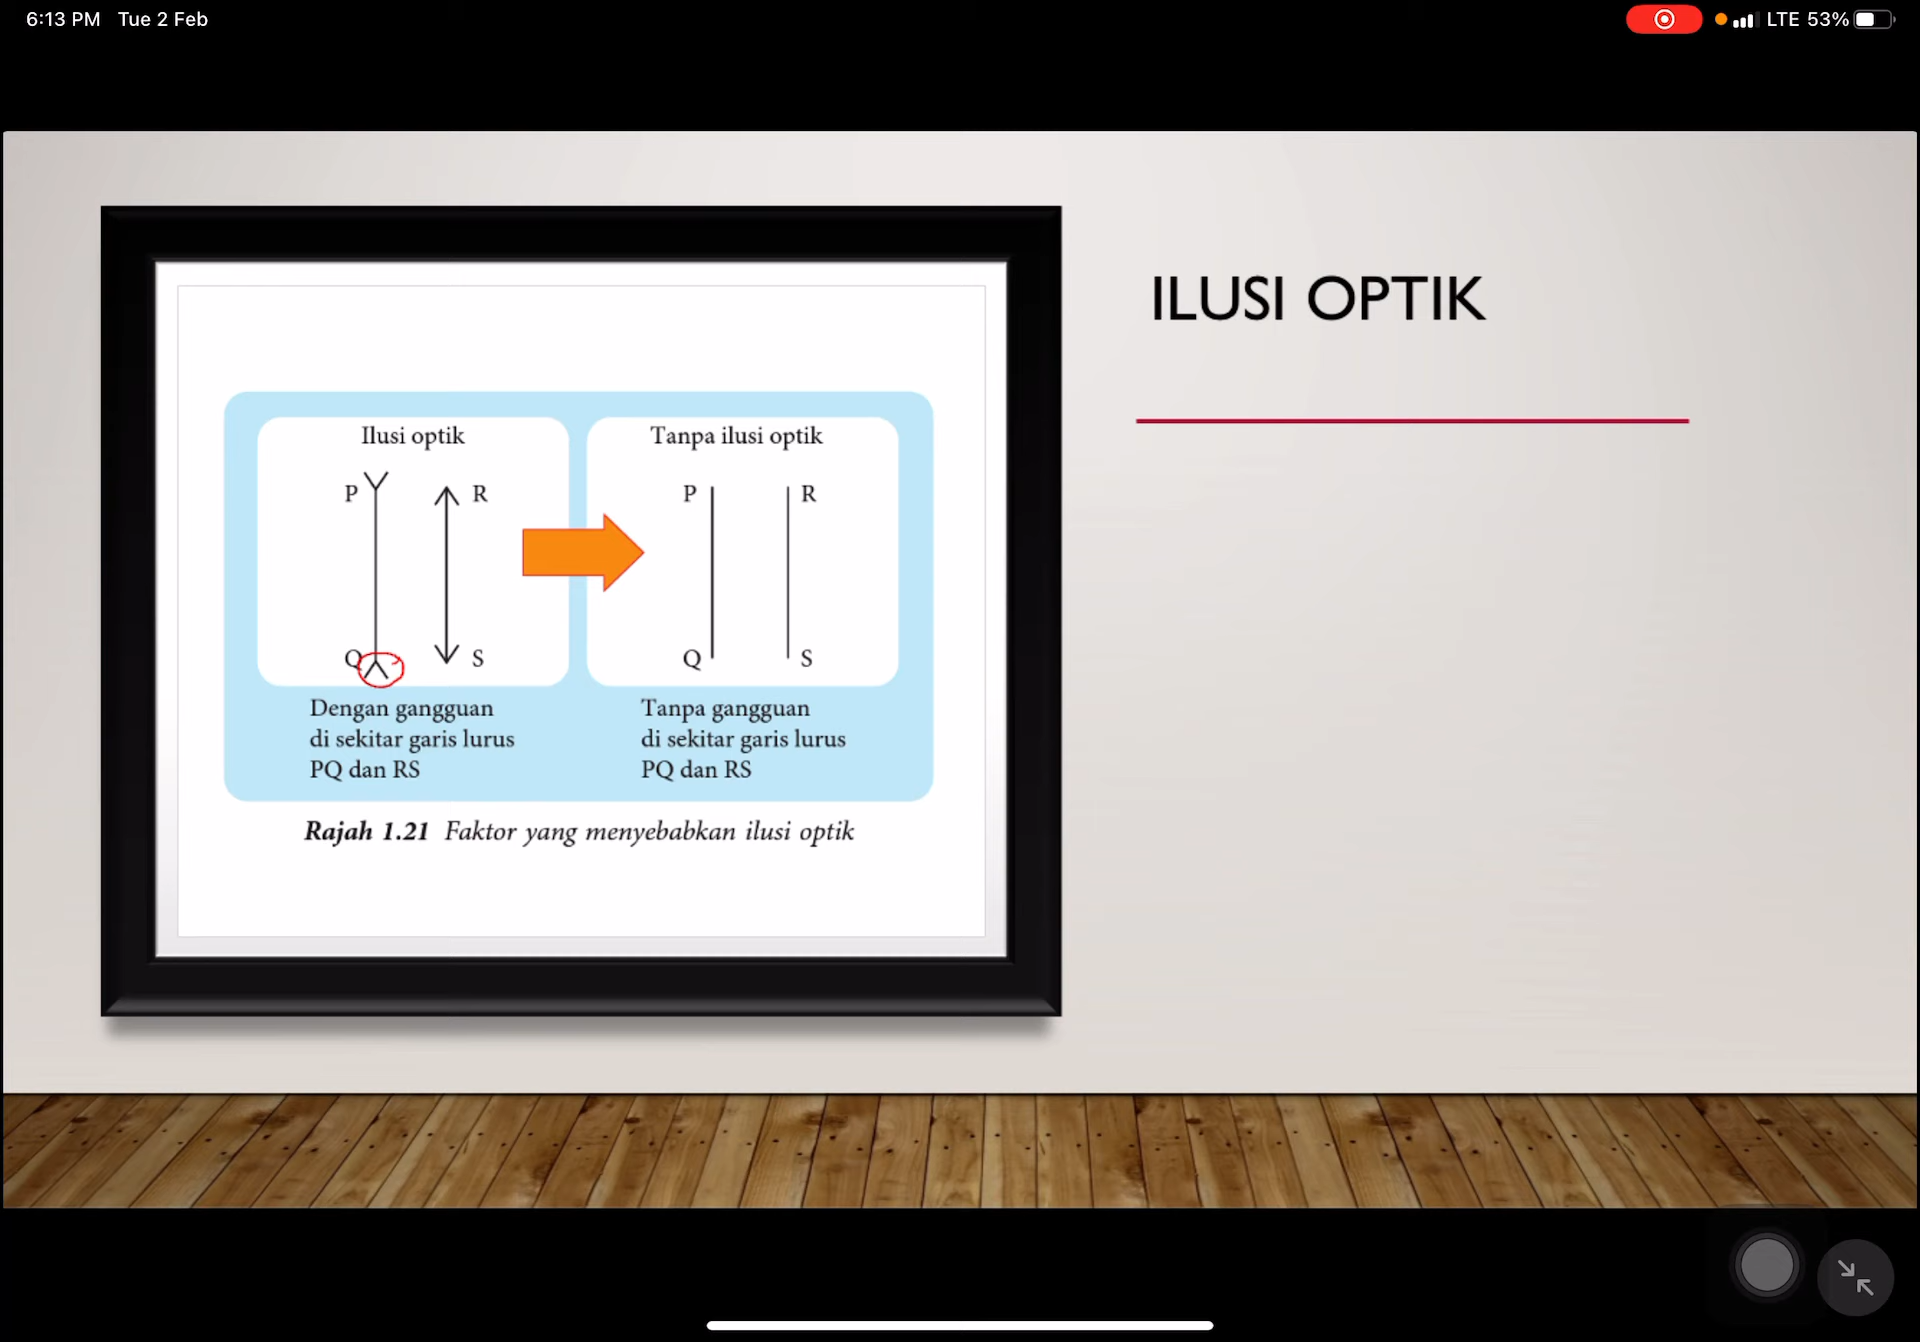 6:13 PM Tue 2 Feb
LTE 53%
ILUSI OPTIK
Ilusi optik
P R
Q S
Dengan gangguan
di sekitar garis lurus
PQ dan RS
Tanpa ilusi optik
P R
Q S
Tanpa gangguan
di sekitar garis lurus
PQ dan RS
Rajah 1.21 Faktor yang menyebabkan ilusi optik